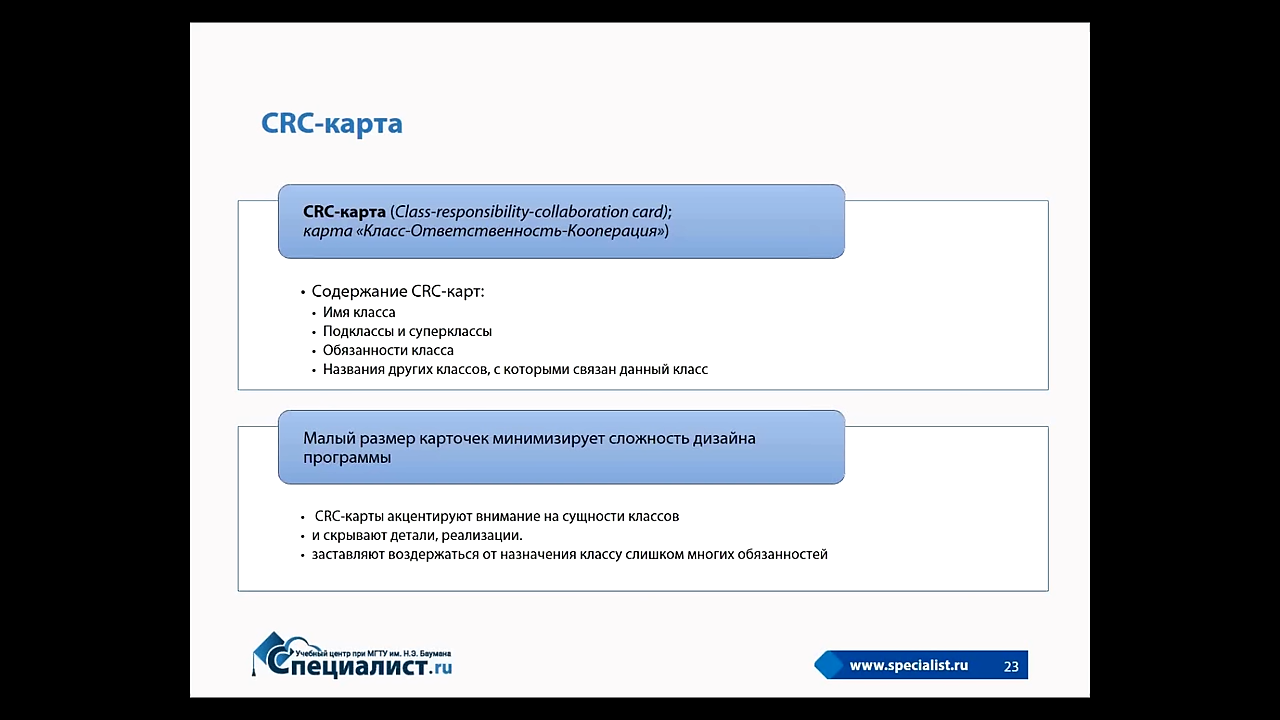 CRC-карта
CRC-карта (Class-responsibility-collaboration card);
карта «Класс-Ответственность-Кооперация»)
• Содержание CRC-карт:
• Имя класса
• Подклассы и суперклассы
• Обязанности класса
• Названия других классов, с которыми связан данный класс
Малый размер карточек минимизирует сложность дизайна
программы
• CRC-карты акцентируют внимание на сущности классов
• и скрывают детали, реализации.
• заставляют воздержаться от назначения классу слишком многих обязанностей
Учебный центр при МГТУ им. Н.Э. Баумана
Специалист.ru
www.specialist.ru 23